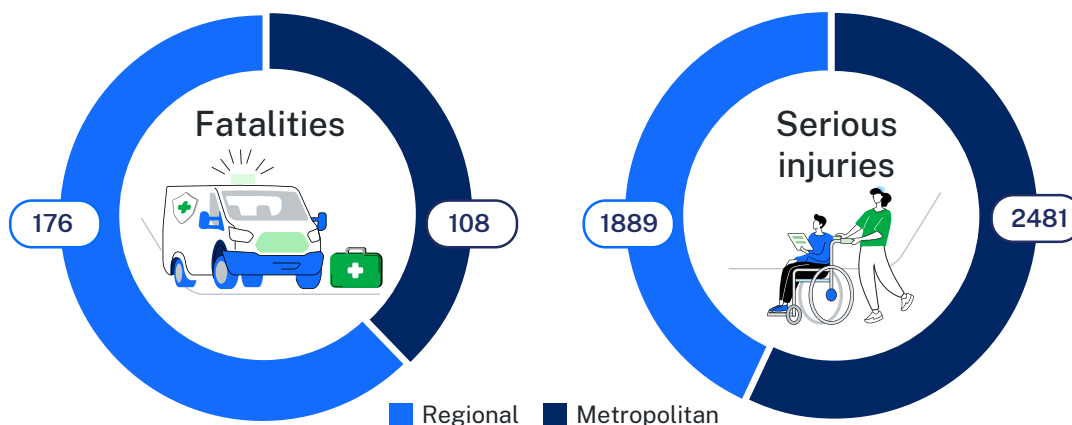 Fatalities
176
108
Serious
injuries
1889
2481
Regional
Metropolitan